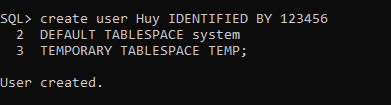 SQL> create user Huy IDENTIFIED BY 123456
  2  DEFAULT TABLESPACE system
  3  TEMPORARY TABLESPACE TEMP;
User created.